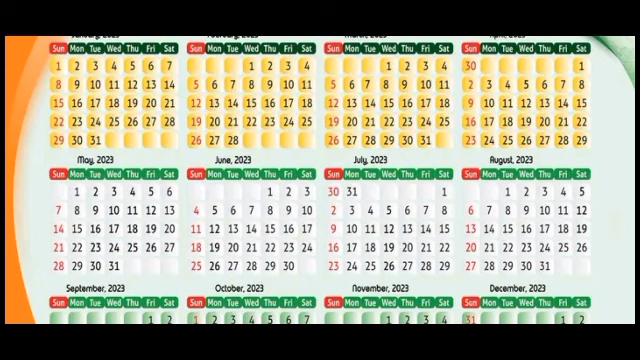 January, 2023 February, 2023 March, 2023 April, 2023
Sun Mon Tue Wed Thu Fri Sat Sun Mon Tue Wed Thu Fri Sat Sun Mon Tue Wed Thu Fri Sat Sun Mon Tue Wed Thu Fri Sat
1 2 3 4 5 6 7 1 2 3 4 1 2 3 4 30 1
8 9 10 11 12 13 14 5 6 7 8 9 10 11 5 6 7 8 9 10 11 2 3 4 5 6 7 8
15 16 17 18 19 20 21 12 13 14 15 16 17 18 12 13 14 15 16 17 18 9 10 11 12 13 14 15
22 23 24 25 26 27 28 19 20 21 22 23 24 25 19 20 21 22 23 24 25 16 17 18 19 20 21 22
29 30 31 26 27 28 26 27 28 29 30 31 23 24 25 26 27 28 29
May, 2023 June, 2023 July, 2023 August, 2023
Sun Mon Tue Wed Thu Fri Sat Sun Mon Tue Wed Thu Fri Sat Sun Mon Tue Wed Thu Fri Sat Sun Mon Tue Wed Thu Fri Sat
1 2 3 4 5 6 1 2 3 30 31 1 1 2 3 4 5
7 8 9 10 11 12 13 4 5 6 7 8 9 10 2 3 4 5 6 7 8 6 7 8 9 10 11 12
14 15 16 17 18 19 20 11 12 13 14 15 16 17 9 10 11 12 13 14 15 13 14 15 16 17 18 19
21 22 23 24 25 26 27 18 19 20 21 22 23 24 16 17 18 19 20 21 22 20 21 22 23 24 25 26
28 29 30 31 25 26 27 28 29 30 23 24 25 26 27 28 29 27 28 29 30 31
September, 2023 October, 2023 November, 2023 December, 2023
Sun Mon Tue Wed Thu Fri Sat Sun Mon Tue Wed Thu Fri Sat Sun Mon Tue Wed Thu Fri Sat Sun Mon Tue Wed Thu Fri Sat
1 2 1 2 3 4 5 6 7 1 2 3 4 31 1 2